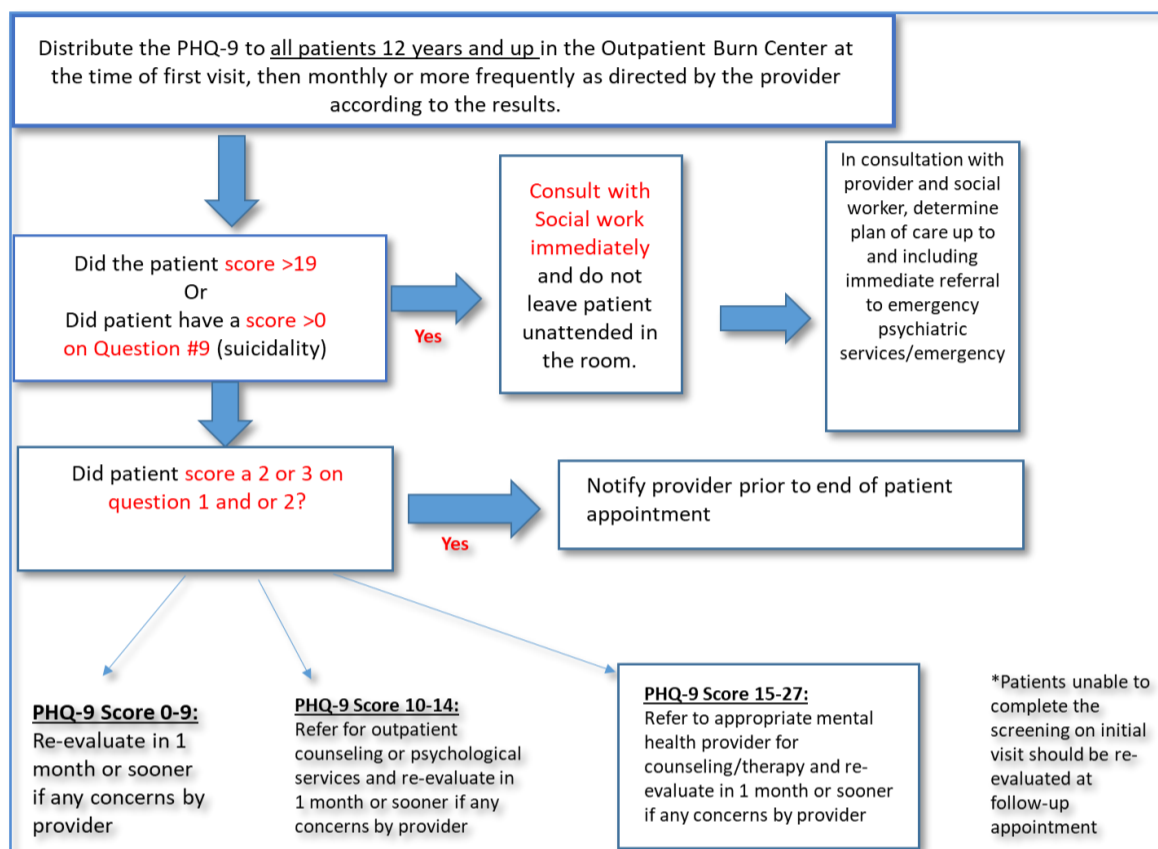 Distribute the PHQ-9 to all patients 12 years and up in the Outpatient Burn Center at
the time of first visit, then monthly or more frequently as directed by the provider
according to the results.
Did the patient score >19
Or
Did patient have a score >0
on Question #9 (suicidality)
Yes
Consult with
Social work
immediately
and do not
leave patient
unattended in
the room.
In consultation with
provider and social
worker, determine
plan of care up to
and including
immediate referral
to emergency
psychiatric
services/emergency
Did patient score a 2 or 3 on
question 1 and or 2?
Yes
Notify provider prior to end of patient
appointment
PHQ-9 Score 0-9:
Re-evaluate in 1
month or sooner
if any concerns by
provider
PHQ-9 Score 10-14:
Refer for outpatient
counseling or psychological
services and re-evaluate in
1 month or sooner if any
concerns by provider
PHQ-9 Score 15-27:
Refer to appropriate mental
health provider for
counseling/therapy and re-
evaluate in 1 month or sooner
if any concerns by provider
*Patients unable to
complete the
screening on initial
visit should be re-
evaluated at
follow-up
appointment